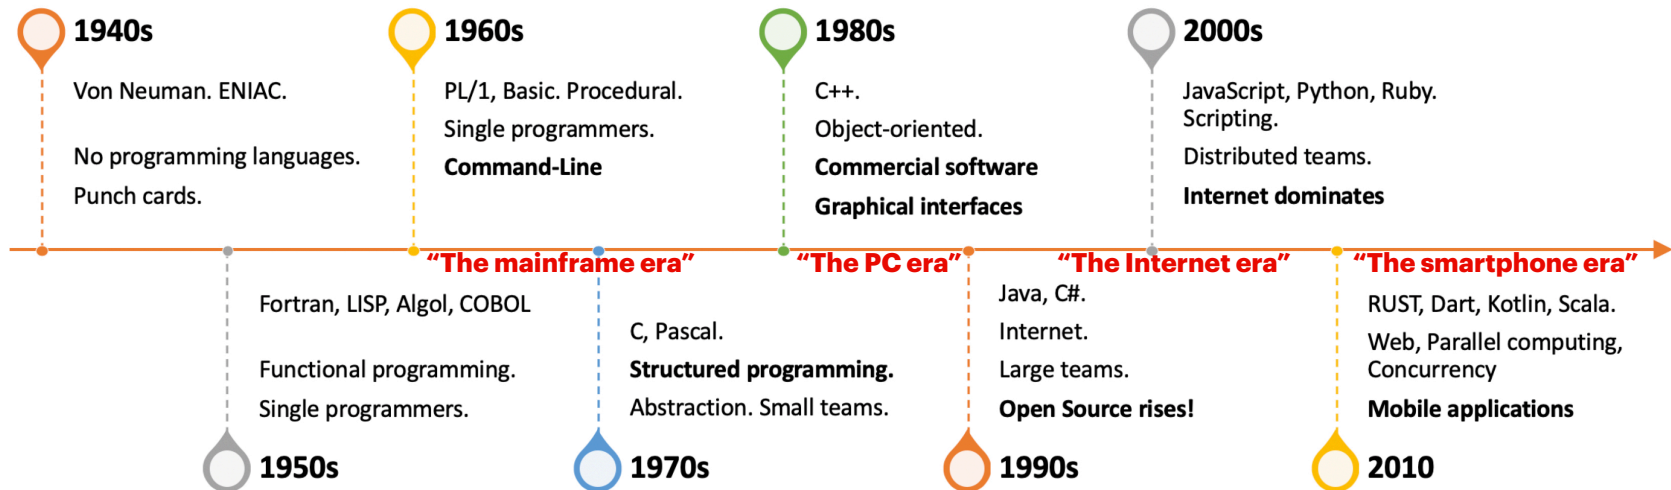 1940s
Von Neuman. ENIAC.
No programming languages.
Punch cards.
1960s
PL/1, Basic. Procedural.
Single programmers.
Command-Line
1980s
C++.
Object-oriented.
Commercial software
Graphical interfaces
2000s
JavaScript, Python, Ruby.
Scripting.
Distributed teams.
Internet dominates
“The mainframe era”
“The PC era”
“The Internet era”
“The smartphone era”
Fortran, LISP, Algol, COBOL
Functional programming.
Single programmers.
1950s
C, Pascal.
Structured programming.
Abstraction. Small teams.
1970s
Java, C#.
Internet.
Large teams.
Open Source rises!
1990s
RUST, Dart, Kotlin, Scala.
Web, Parallel computing,
Concurrency
Mobile applications
2010